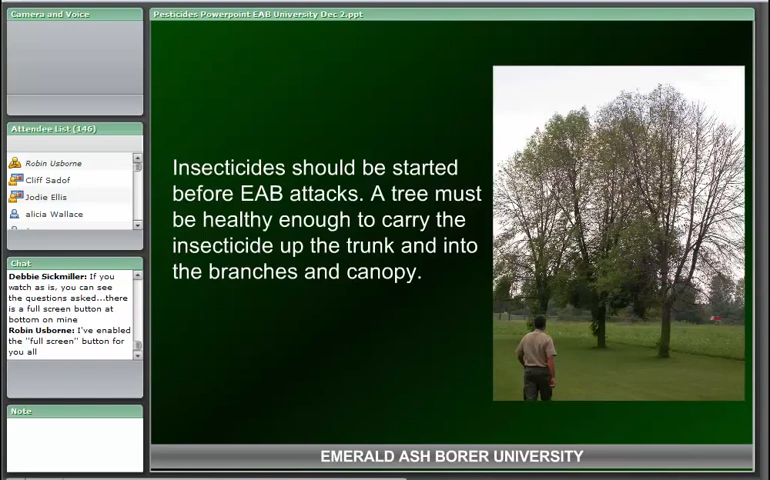 Camera and Voice
Pesticides Powerpoint EAB University Dec 2.ppt
Attendee List (146)
Robin Usborne
Cliff Sadof
Jodie Ellis
alicia Wallace
Chat
Debbie Sickmiller: If you
watch as is, you can see
the questions asked...there
is a full screen button at
bottom on mine
Robin Usborne: I've enabled
the "full screen" button for
you all
Note
Insecticides should be started
before EAB attacks. A tree must
be healthy enough to carry the
insecticide up the trunk and into
the branches and canopy.
EMERALD ASH BORER UNIVERSITY